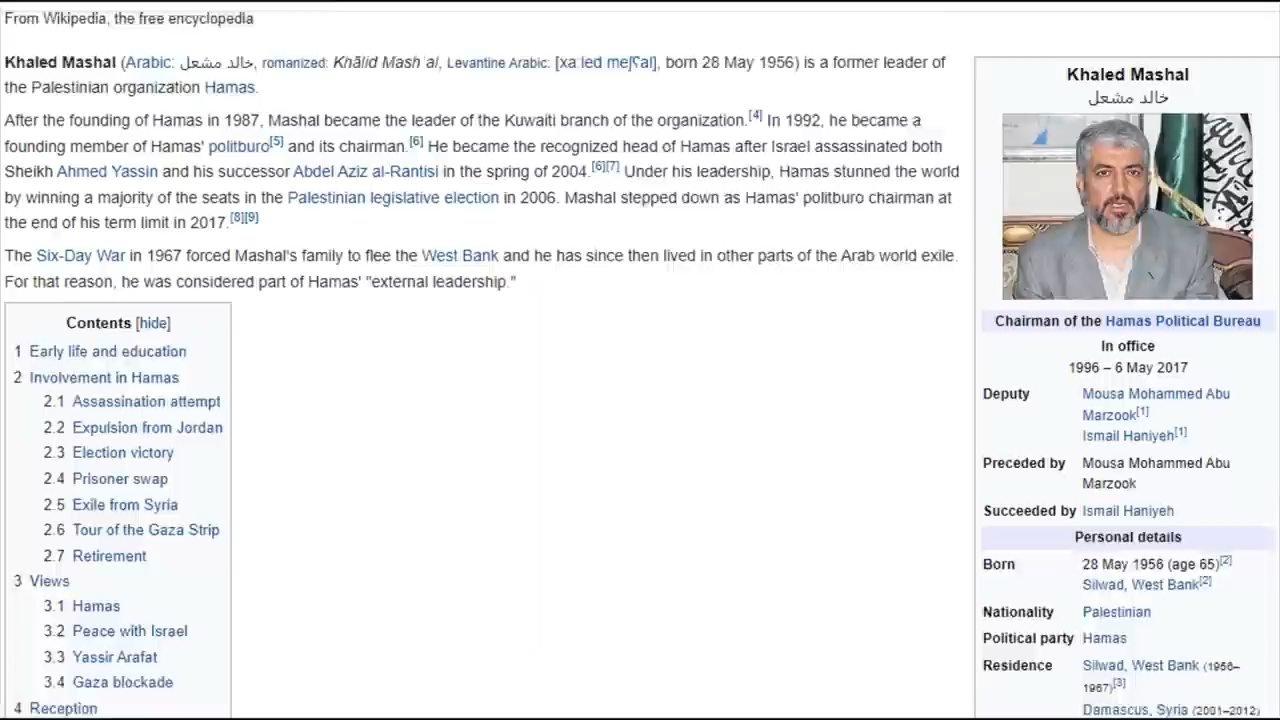 From Wikipedia, the free encyclopedia
Khaled Mashal (Arabic: خالد مشعل, romanized: Khālid Mashʿal, Levantine Arabic: [xaːled meʃʕal], born 28 May 1956) is a former leader of
the Palestinian organization Hamas.
After the founding of Hamas in 1987, Mashal became the leader of the Kuwaiti branch of the organization.[4] In 1992, he became a
founding member of Hamas' politburo[5] and its chairman.[6] He became the recognized head of Hamas after Israel assassinated both
Sheikh Ahmed Yassin and his successor Abdel Aziz al-Rantisi in the spring of 2004.[6][7] Under his leadership, Hamas stunned the world
by winning a majority of the seats in the Palestinian legislative election in 2006. Mashal stepped down as Hamas' politburo chairman at
the end of his term limit in 2017.[8][9]
The Six-Day War in 1967 forced Mashal's family to flee the West Bank and he has since then lived in other parts of the Arab world exile.
For that reason, he was considered part of Hamas' "external leadership."
Contents [hide]
1 Early life and education
2 Involvement in Hamas
2.1 Assassination attempt
2.2 Expulsion from Jordan
2.3 Election victory
2.4 Prisoner swap
2.5 Exile from Syria
2.6 Tour of the Gaza Strip
2.7 Retirement
3 Views
3.1 Hamas
3.2 Peace with Israel
3.3 Yassir Arafat
3.4 Gaza blockade
4 Reception
Khaled Mashal
خالد مشعل
Chairman of the Hamas Political Bureau
In office
1996 – 6 May 2017
Deputy Mousa Mohammed Abu
Marzook[1]
Ismail Haniyeh[1]
Preceded by Mousa Mohammed Abu
Marzook
Succeeded by Ismail Haniyeh
Personal details
Born 28 May 1956 (age 65)[2]
Silwad, West Bank[2]
Nationality Palestinian
Political party Hamas
Residence Silwad, West Bank (1956–
1967)[3]
Damascus, Syria (2001–2012)